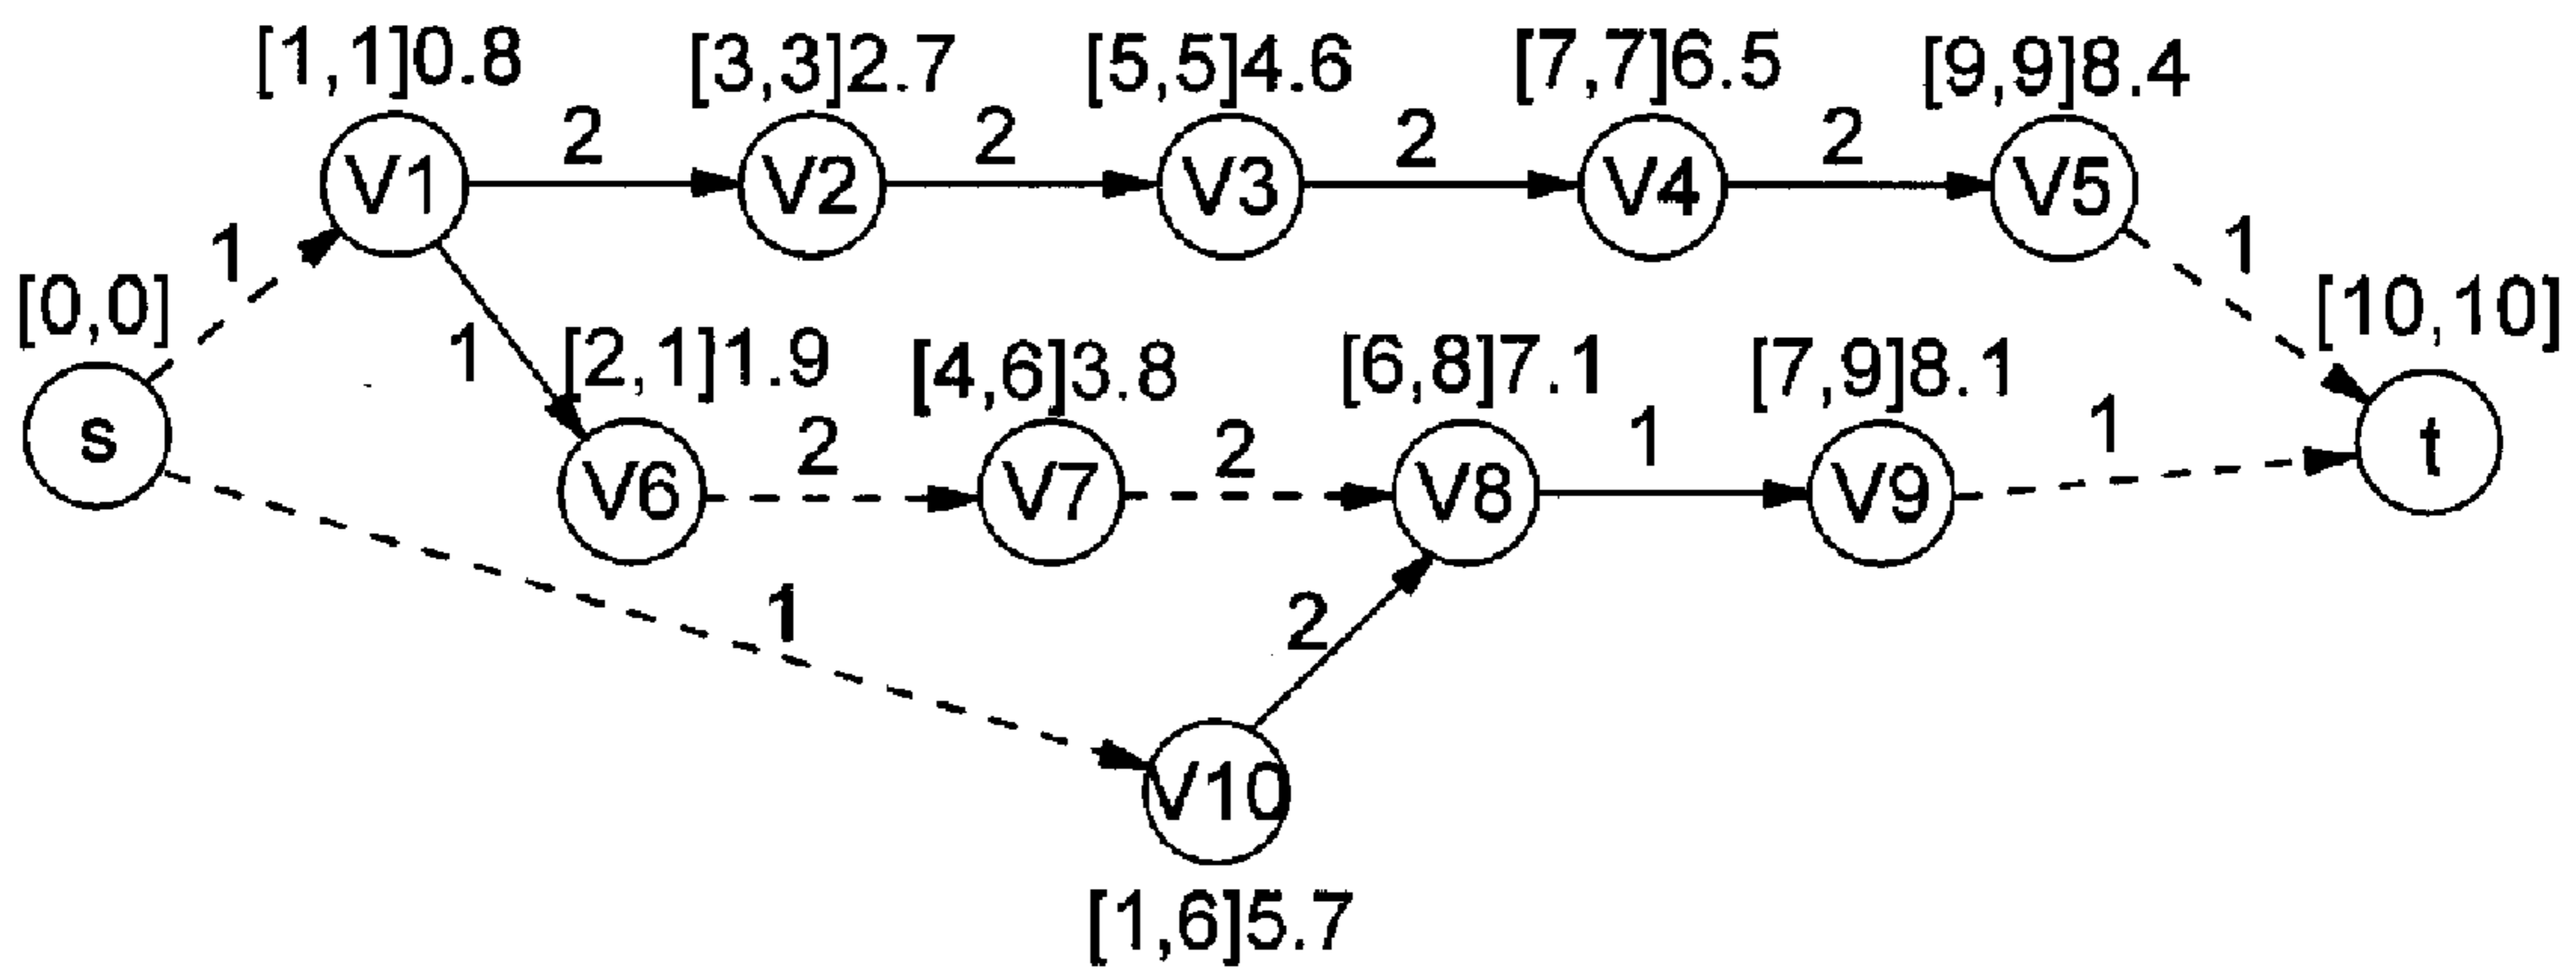 [1,1]0.8 [3,3]2.7 [5,5]4.6 [7,7]6.5 [9,9]8.4
2 2 2 2
V1 V2 V3 V4 V5
1 1
[0,0] [10,10]
1 [2,1]1.9 [4,6]3.8 [6,8]7.1 [7,9]8.1
2 2 1 1
s V6 V7 V8 V9 t
1 2
V10
[1,6]5.7